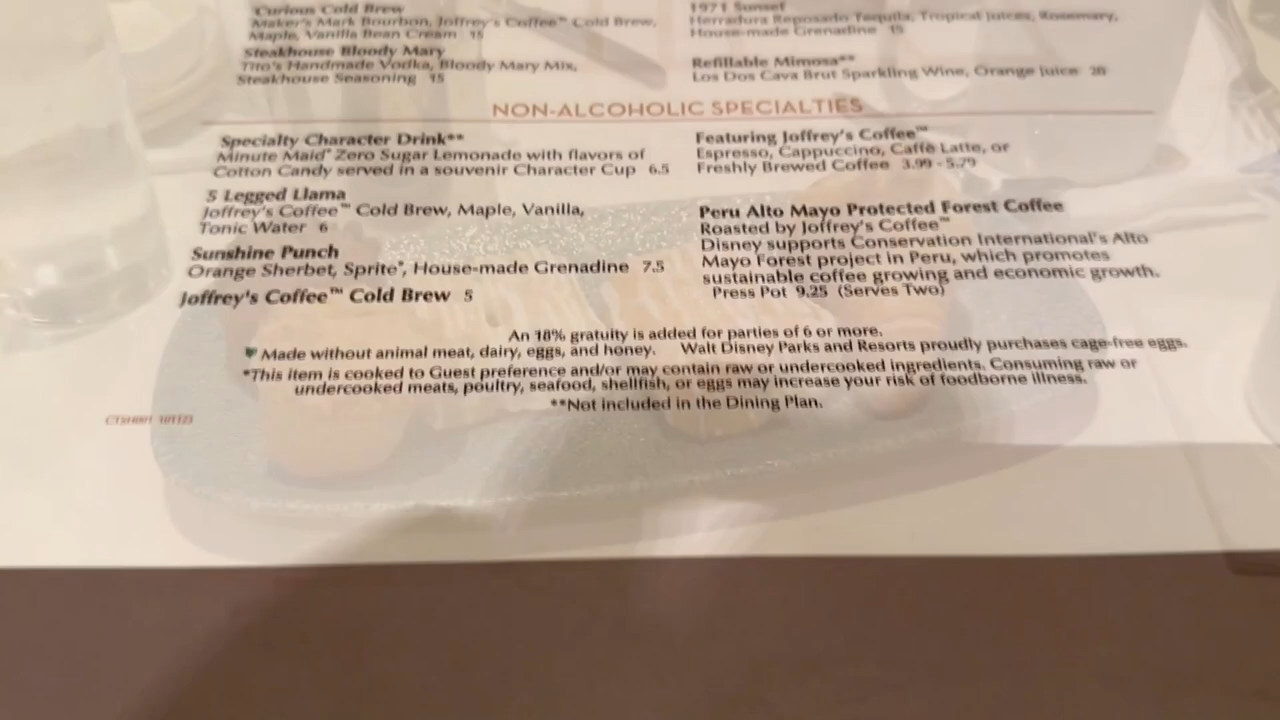 Curious Cold Brew
Maker's Mark Bourbon, Joffrey's Coffee™ Cold Brew,
Maple, Vanilla Bean Cream 15
Steakhouse Bloody Mary
Tito's Handmade Vodka, Bloody Mary Mix,
Steakhouse Seasoning 15
1971 Sunset
Herradura Reposado Tequila, Tropical Juices, Rosemary,
House-made Grenadine 15
Refillable Mimosa**
Los Dos Cava Brut Sparkling Wine, Orange Juice 20
NON-ALCOHOLIC SPECIALTIES
Specialty Character Drink**
Minute Maid® Zero Sugar Lemonade with flavors of
Cotton Candy served in a souvenir Character Cup 6.5
5 Legged Llama
Joffrey's Coffee™ Cold Brew, Maple, Vanilla,
Tonic Water 6
Sunshine Punch
Orange Sherbet, Sprite®, House-made Grenadine 7.5
Joffrey's Coffee™ Cold Brew 5
Featuring Joffrey's Coffee™
Espresso, Cappuccino, Caffè Latte, or
Freshly Brewed Coffee 3.99 - 5.79
Peru Alto Mayo Protected Forest Coffee
Roasted by Joffrey's Coffee™
Disney supports Conservation International's Alto
Mayo Forest project in Peru, which promotes
sustainable coffee growing and economic growth.
Press Pot 9.25 (Serves Two)
An 18% gratuity is added for parties of 6 or more.
Made without animal meat, dairy, eggs, and honey. Walt Disney Parks and Resorts proudly purchases cage-free eggs.
*This item is cooked to Guest preference and/or may contain raw or undercooked ingredients. Consuming raw or
undercooked meats, poultry, seafood, shellfish, or eggs may increase your risk of foodborne illness.
**Not included in the Dining Plan.